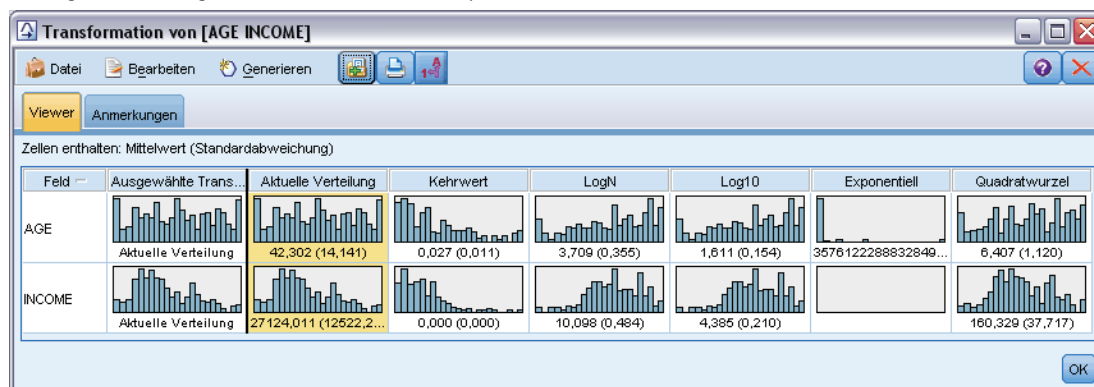 Transformation von [AGE INCOME]
Datei Bearbeiten Generieren
Viewer Anmerkungen
Zellen enthalten: Mittelwert (Standardabweichung)
Feld Ausgewählte Trans... Aktuelle Verteilung Kehrwert LogN Log10 Exponentiell Quadratwurzel
AGE
Aktuelle Verteilung 42,302 (14,141) 0,027 (0,011) 3,709 (0,355) 1,611 (0,154) 3576122288832849... 6,407 (1,120)
INCOME
Aktuelle Verteilung 27124,011 (12522,2... 0,000 (0,000) 10,098 (0,484) 4,385 (0,210) 160,329 (37,717)
OK